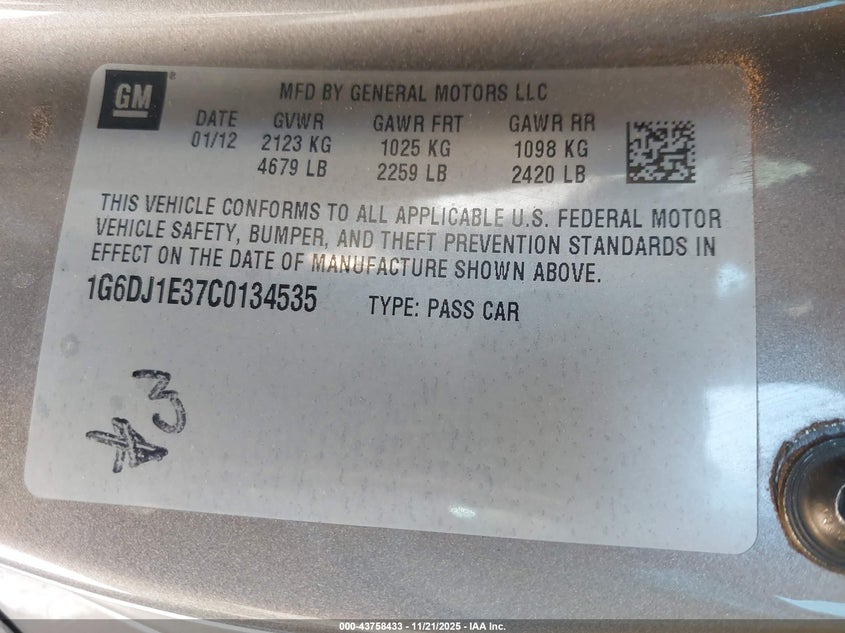 GM ®
MFD BY GENERAL MOTORS LLC
DATE GVWR GAWR FRT GAWR RR
01/12 2123 KG 1025 KG 1098 KG
4679 LB 2259 LB 2420 LB
THIS VEHICLE CONFORMS TO ALL APPLICABLE U.S. FEDERAL MOTOR
VEHICLE SAFETY, BUMPER, AND THEFT PREVENTION STANDARDS IN
EFFECT ON THE DATE OF MANUFACTURE SHOWN ABOVE.
1G6DJ1E37C0134535 TYPE: PASS CAR
3
000-43758433 - 11/21/2025 - IAA Inc.